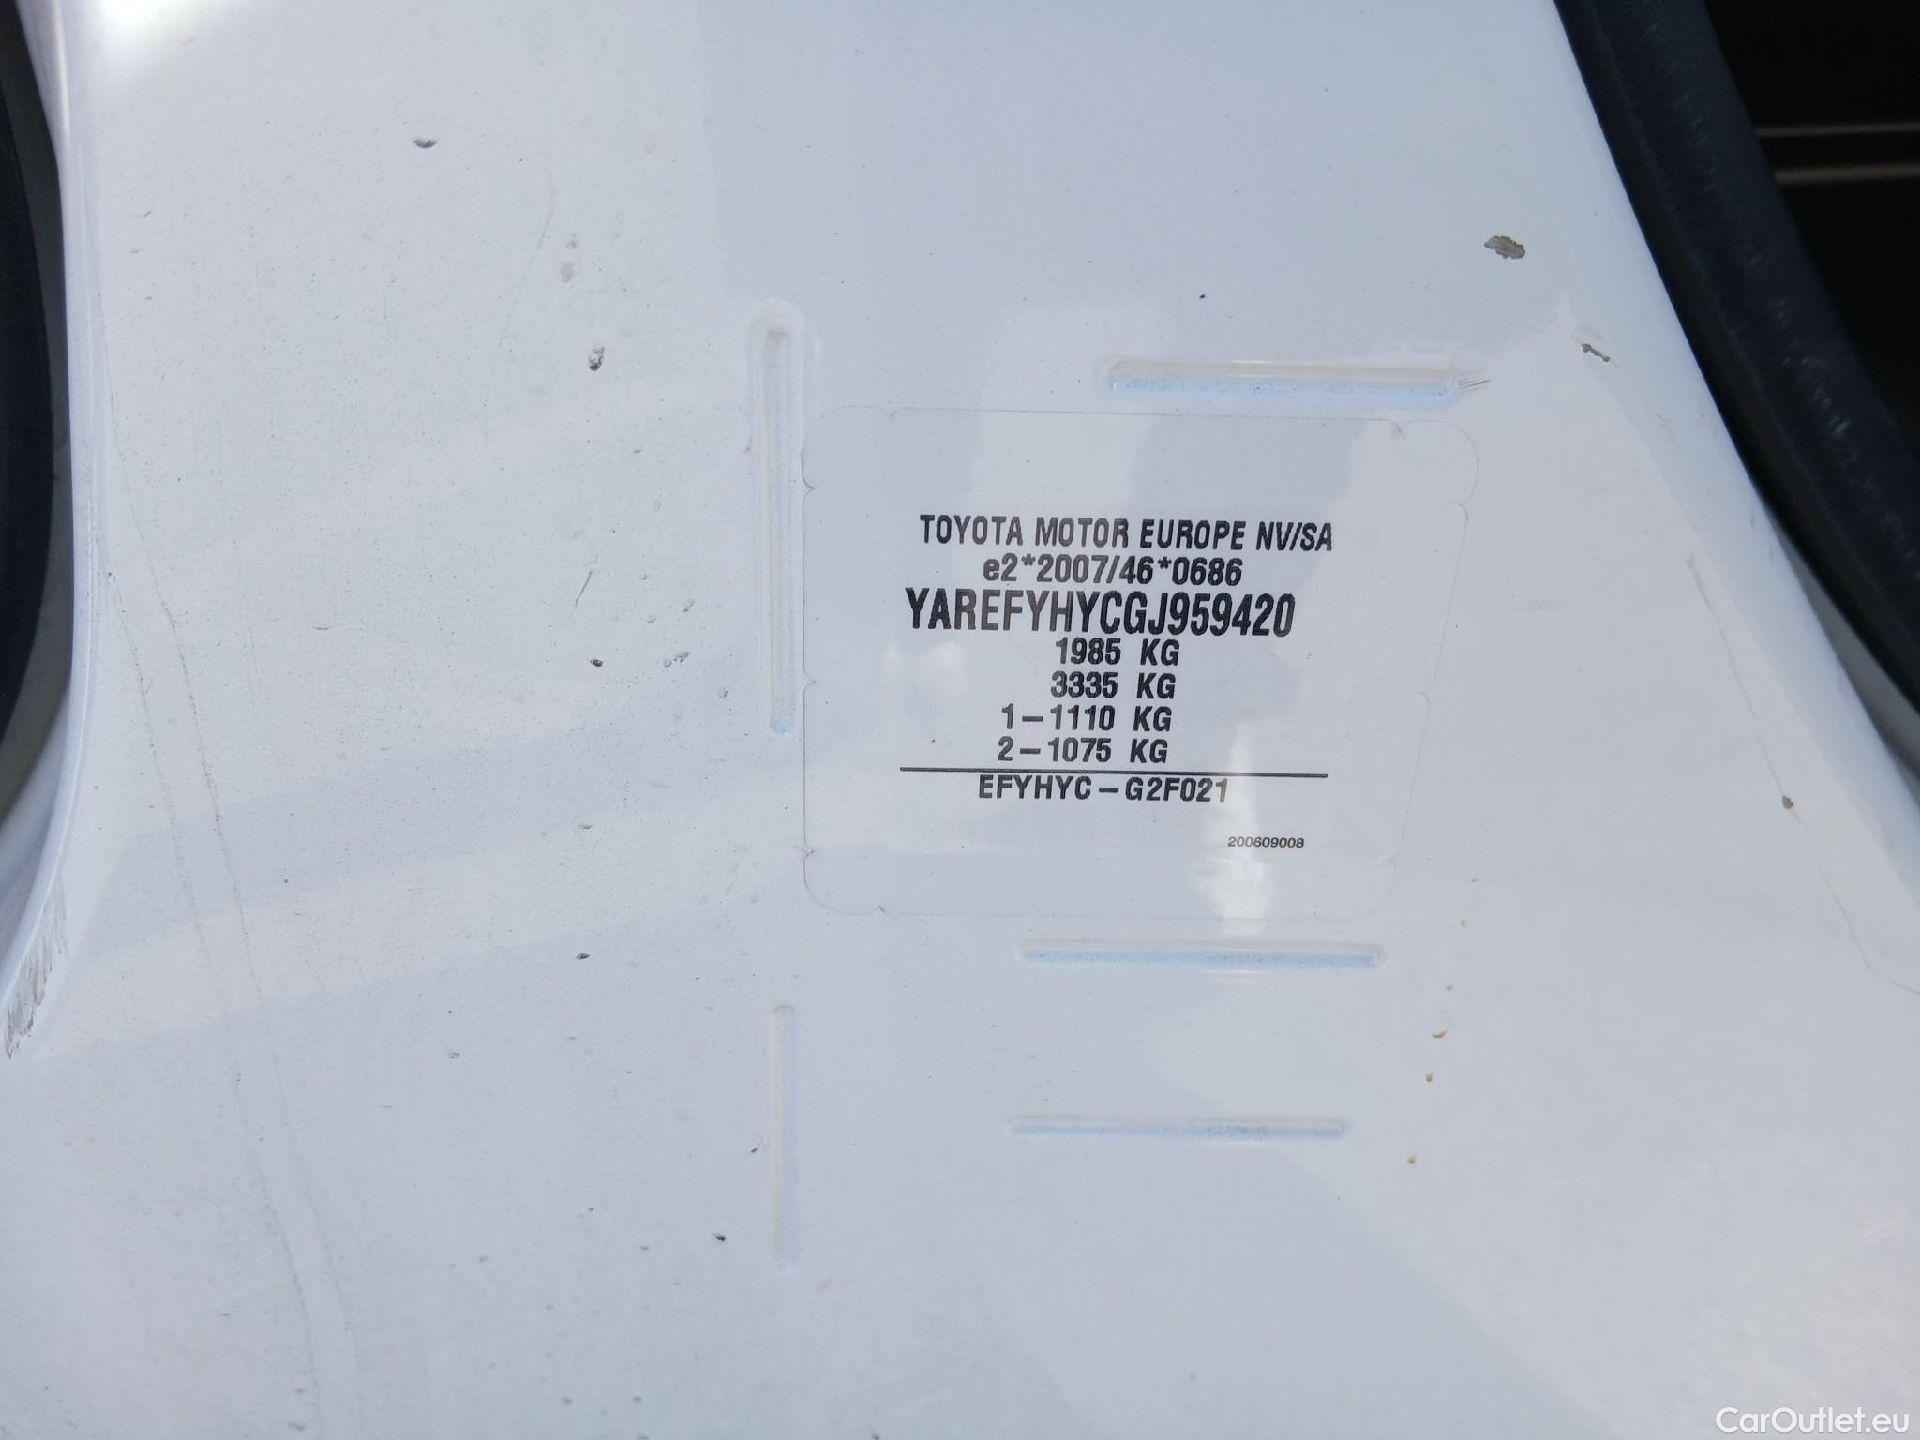 TOYOTA MOTOR EUROPE NV/SA
e2*2007/46*0686
YAREFYHYCGJ959420
1985 KG
3335 KG
1-1110 KG
2-1075 KG
EFYHYC-G2F021
200609008
CarOutlet.eu